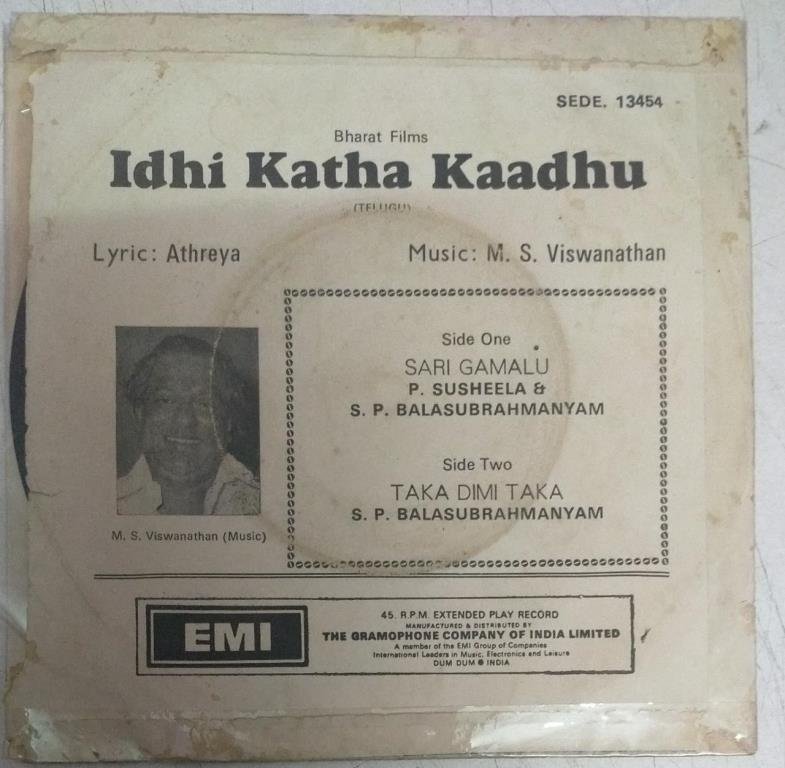 SEDE. 13454
Bharat Films
Idhi Katha Kaadhu
(TELUGU)
Lyric: Athreya
Music: M. S. Viswanathan
Side One
SARI GAMALU
P. SUSHEELA &
S. P. BALASUBRAHMANYAM
Side Two
TAKA DIMI TAKA
S. P. BALASUBRAHMANYAM
M. S. Viswanathan (Music)
EMI
45. R.P.M. EXTENDED PLAY RECORD
MANUFACTURED & DISTRIBUTED BY
THE GRAMOPHONE COMPANY OF INDIA LIMITED
A member of the EMI Group of Companies
International Leaders in Music, Electronics and Leisure
DUM DUM ● INDIA